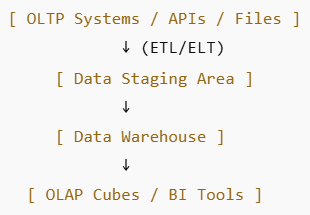 [ OLTP Systems / APIs / Files ]
↓ (ETL/ELT)
[ Data Staging Area ]
↓
[ Data Warehouse ]
↓
[ OLAP Cubes / BI Tools ]